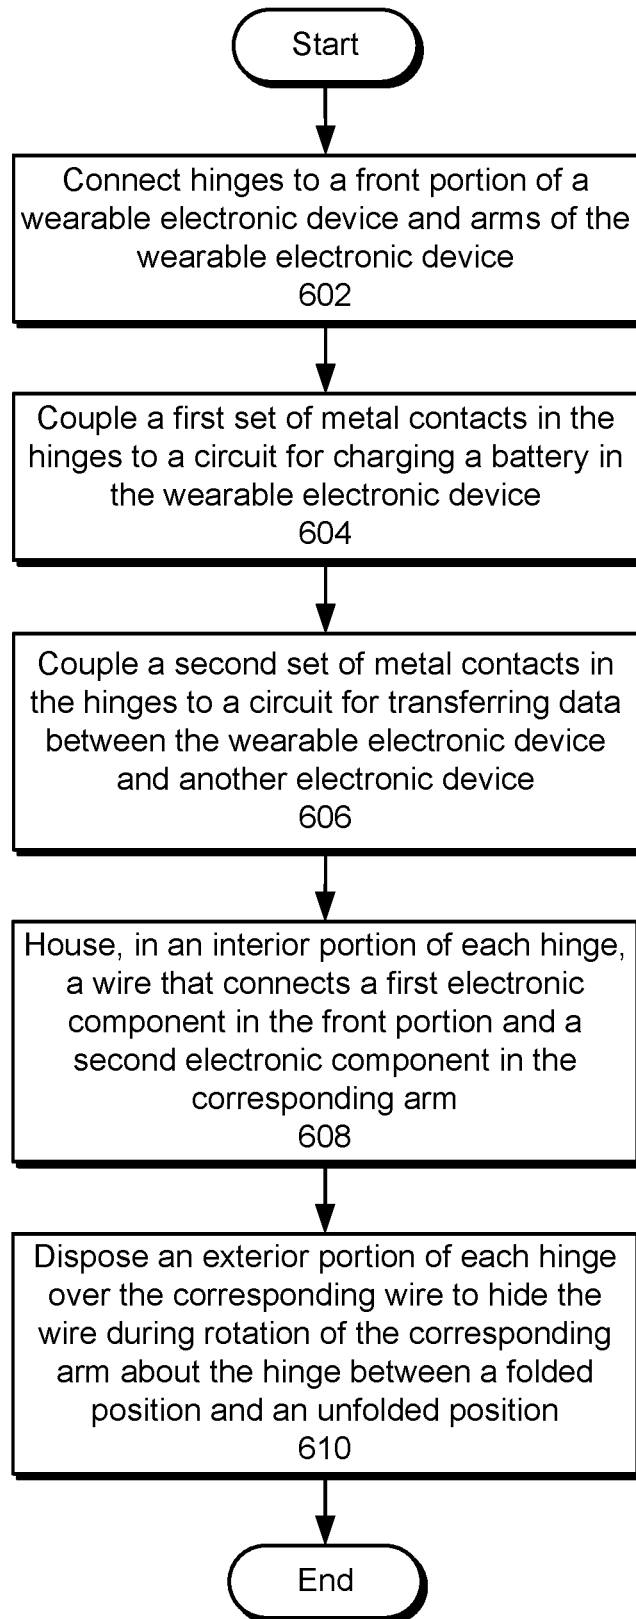 Start
Connect hinges to a front portion of a
wearable electronic device and arms of the
wearable electronic device
602
Couple a first set of metal contacts in the
hinges to a circuit for charging a battery in
the wearable electronic device
604
Couple a second set of metal contacts in
the hinges to a circuit for transferring data
between the wearable electronic device
and another electronic device
606
House, in an interior portion of each hinge,
a wire that connects a first electronic
component in the front portion and a
second electronic component in the
corresponding arm
608
Dispose an exterior portion of each hinge
over the corresponding wire to hide the
wire during rotation of the corresponding
arm about the hinge between a folded
position and an unfolded position
610
End